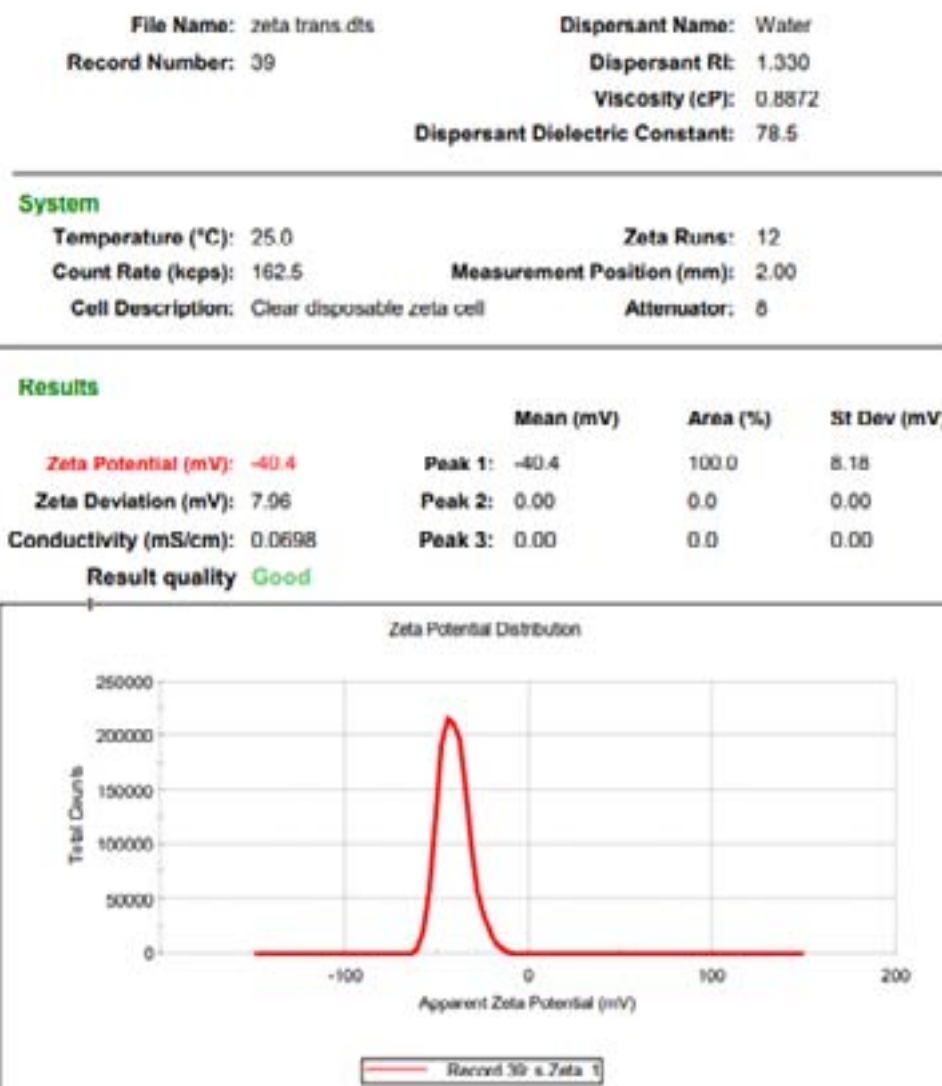 File Name: zeta trans.dts Dispersant Name: Water
Record Number: 39 Dispersant RI: 1.330
Viscosity (cP): 0.8872
Dispersant Dielectric Constant: 78.5
System
Temperature (°C): 25.0 Zeta Runs: 12
Count Rate (kcps): 162.5 Measurement Position (mm): 2.00
Cell Description: Clear disposable zeta cell Attenuator: 8
Results
Mean (mV) Area (%) St Dev (mV)
Zeta Potential (mV): -40.4 Peak 1: -40.4 100.0 8.18
Zeta Deviation (mV): 7.96 Peak 2: 0.00 0.0 0.00
Conductivity (mS/cm): 0.0698 Peak 3: 0.00 0.0 0.00
Result quality Good
Zeta Potential Distribution
250000
200000
150000
100000
50000
0
Total Counts
-100 0 100 200
Apparent Zeta Potential (mV)
Record 39: s Zeta 1